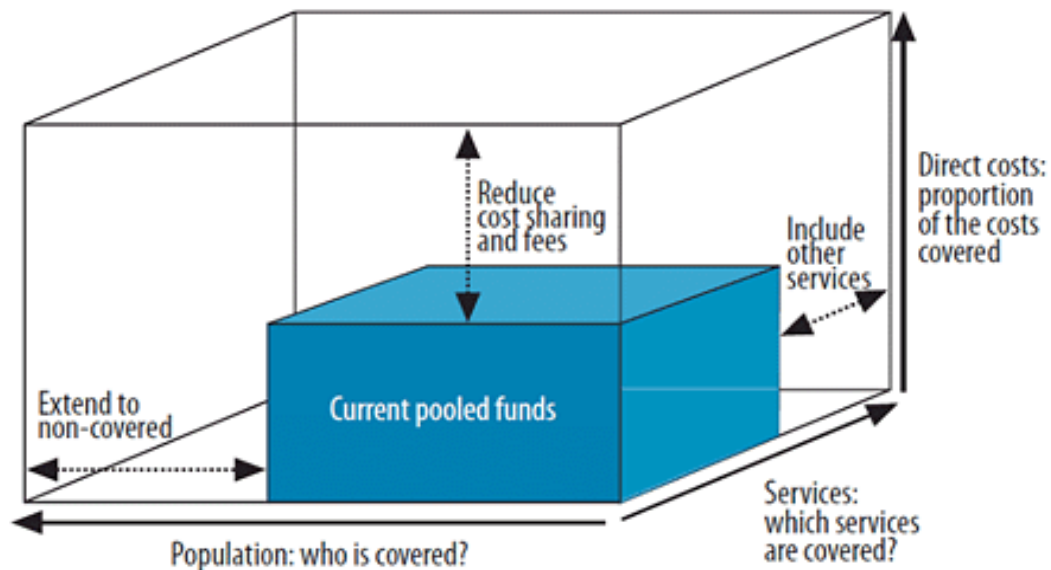 Direct costs:
proportion
of the costs
covered
Reduce
cost sharing
and fees
Include
other
services
Extend to
non-covered
Current pooled funds
Services:
which services
are covered?
Population: who is covered?